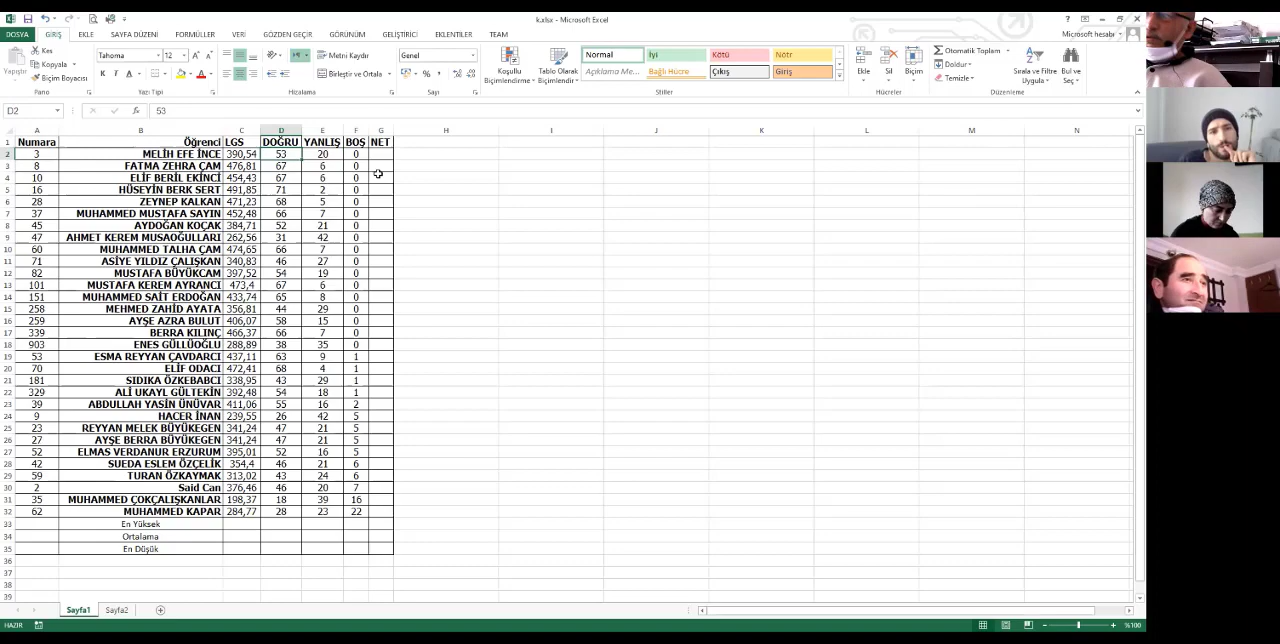 k.xlsx - Microsoft Excel
DOSYA GİRİŞ EKLE SAYFA DÜZENİ FORMÜLLER VERİ GÖZDEN GEÇİR GÖRÜNÜM GELİŞTİRİCİ EKLENTİLER TEAM Microsoft hesabı
Yapıştır Kes Kopyala Biçim Boyacısı
Tahoma 12 K T A
Metni Kaydır Birleştir ve Ortala
Genel
Koşullu Biçimlendirme Tablo Olarak Biçimlendir
Normal İyi Kötü Nötr
Açıklama Me... Bağlı Hücre Çıkış Giriş
Ekle Sil Biçim
Otomatik Toplam Doldur Temizle
Sırala ve Filtre Uygula Bul ve Seç
Pano Yazı Tipi Hizalama Sayı Stiller Hücreler Düzenleme
D2 53
A B C D E F G H I J K L M N
1 Numara Öğrenci LGS DOĞRU YANLIŞ BOŞ NET
2 3 MELİH EFE İNCE 390,54 53 20 0
3 8 FATMA ZEHRA ÇAM 476,81 67 6 0
4 10 ELİF BERİL EKİNCİ 454,43 67 6 0
5 16 HÜSEYİN BERK SERT 491,85 71 2 0
6 28 ZEYNEP KALKAN 471,23 68 5 0
7 37 MUHAMMED MUSTAFA SAYIN 452,48 66 7 0
8 45 AYDOĞAN KOÇAK 384,71 52 21 0
9 47 AHMET KEREM MUSAOĞULLARI 262,56 31 42 0
10 60 MUHAMMED TALHA ÇAM 474,65 66 7 0
11 71 ASİYE YILDIZ ÇALIŞKAN 340,83 46 27 0
12 82 MUSTAFA BÜYÜKCAM 397,52 54 19 0
13 101 MUSTAFA KEREM AYRANCI 473,4 67 6 0
14 151 MUHAMMED SAİT ERDOĞAN 433,74 65 8 0
15 258 MEHMED ZAHİD AYATA 356,81 44 29 0
16 259 AYŞE AZRA BULUT 406,07 58 15 0
17 339 BERRA KILINÇ 466,37 66 7 0
18 903 ENES GÜLLÜOĞLU 288,89 38 35 0
19 53 ESMA REYYAN ÇAVDARCI 437,11 63 9 1
20 70 ELİF ODACI 472,41 68 4 1
21 181 SIDIKA ÖZKEBABCI 338,95 43 29 1
22 329 ALİ UKAYL GÜLTEKİN 392,48 54 18 1
23 39 ABDULLAH YASİN ÜNÜVAR 411,06 55 16 2
24 9 HACER İNAN 239,55 26 42 5
25 23 REYYAN MELEK BÜYÜKEGEN 341,24 47 21 5
26 27 AYŞE BERRA BÜYÜKEGEN 341,24 47 21 5
27 52 ELMAS VERDANUR ERZURUM 395,01 52 16 5
28 42 SUEDA ESLEM ÖZÇELİK 354,4 46 21 6
29 59 TURAN ÖZKAYMAK 313,02 43 24 6
30 2 Said Can 376,46 46 20 7
31 35 MUHAMMED ÇOKÇALIŞKANLAR 198,37 18 39 16
32 62 MUHAMMED KAPAR 284,77 28 23 22
33 En Yüksek
34 Ortalama
35 En Düşük
36
37
38
39
Sayfa1 Sayfa2
HAZIR %100